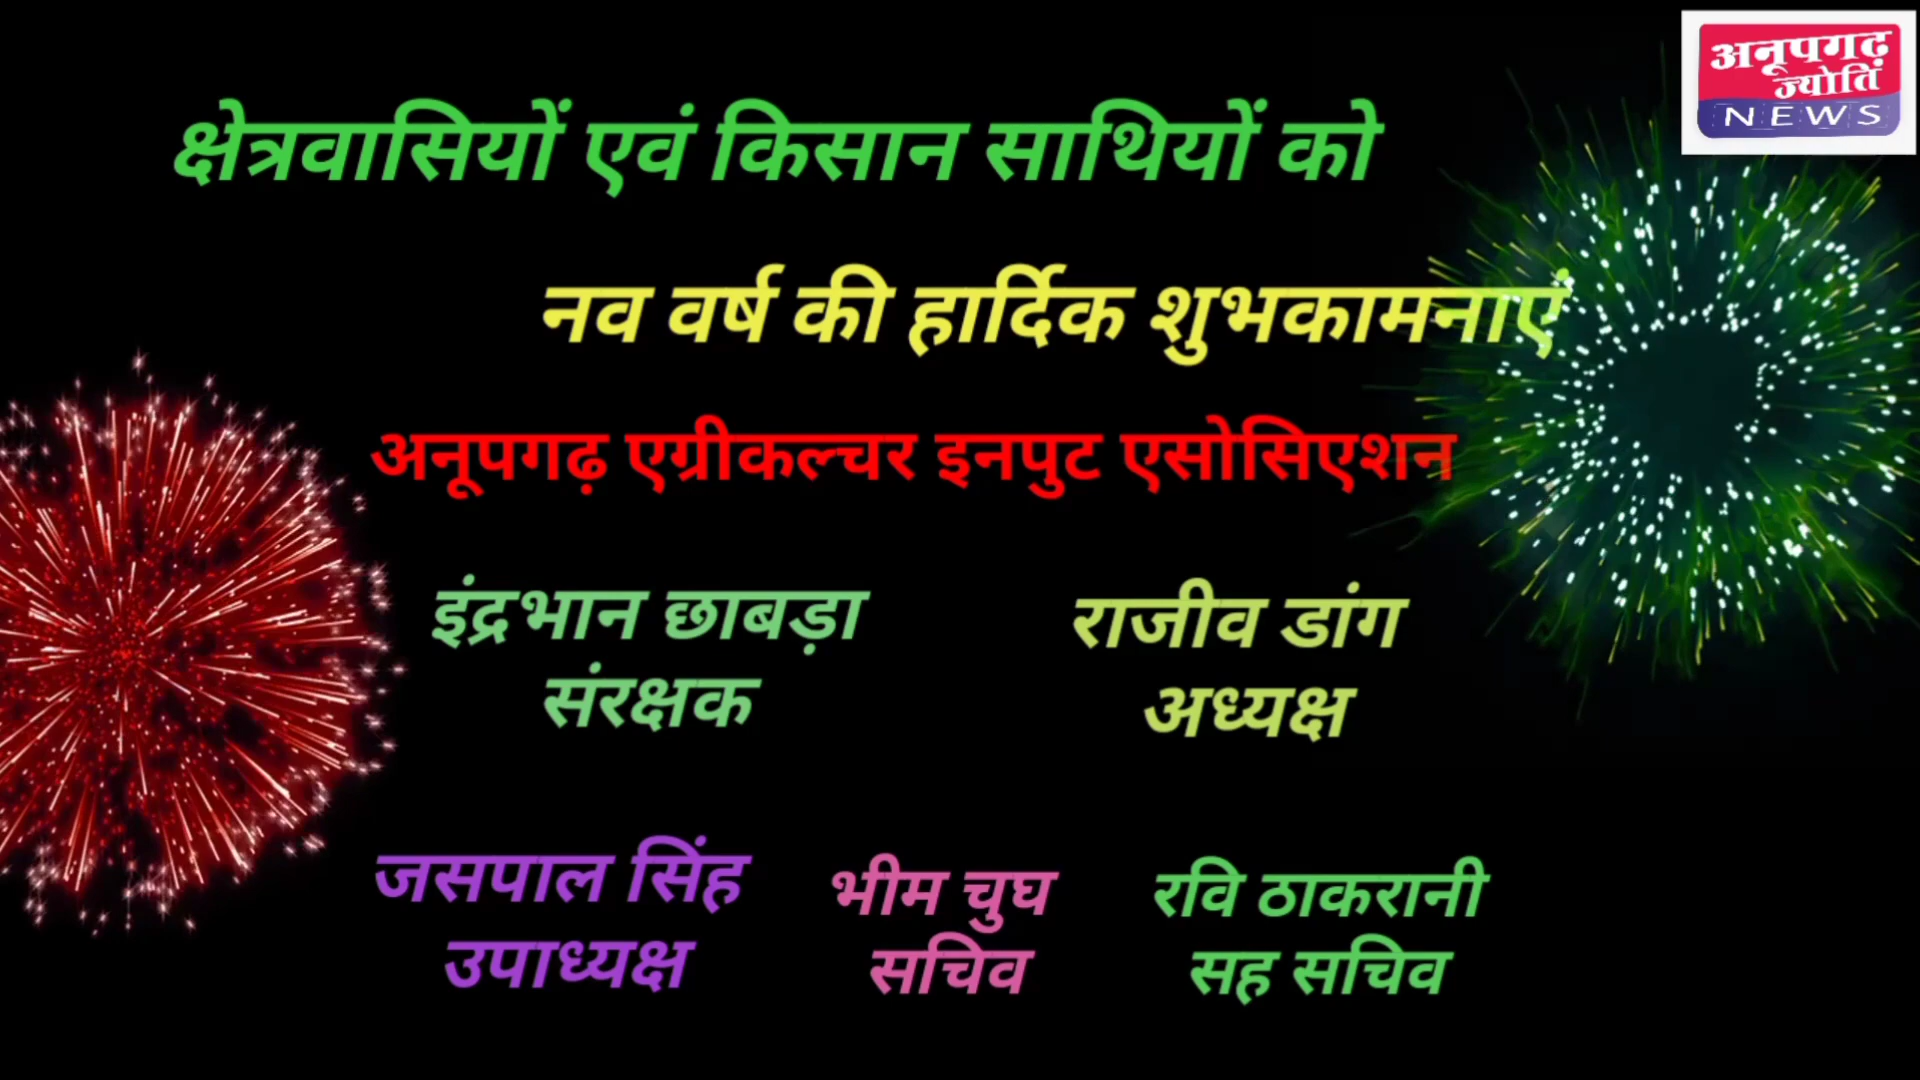 अनूपगढ़
ज्योति
NEWS
क्षेत्रवासियों एवं किसान साथियों को
नव वर्ष की हार्दिक शुभकामनाएं
अनूपगढ़ एग्रीकल्चर इनपुट एसोसिएशन
इंद्रभान छाबड़ा
संरक्षक
राजीव डांग
अध्यक्ष
जसपाल सिंह
उपाध्यक्ष
भीम चुघ
सचिव
रवि ठाकरानी
सह सचिव